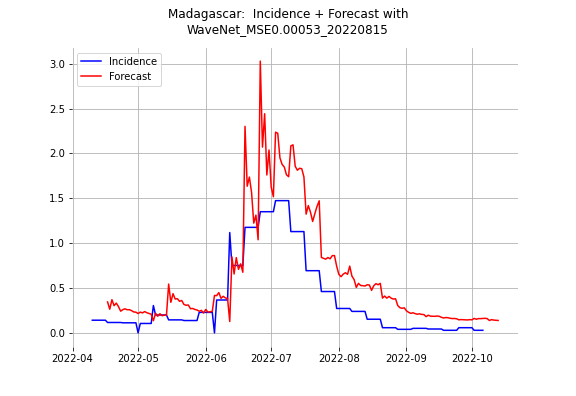 Madagascar:  Incidence + Forecast with
WaveNet_MSE0.00053_20220815
Incidence
Forecast
3.0
2.5
2.0
1.5
1.0
0.5
0.0
2022-04 2022-05 2022-06 2022-07 2022-08 2022-09 2022-10